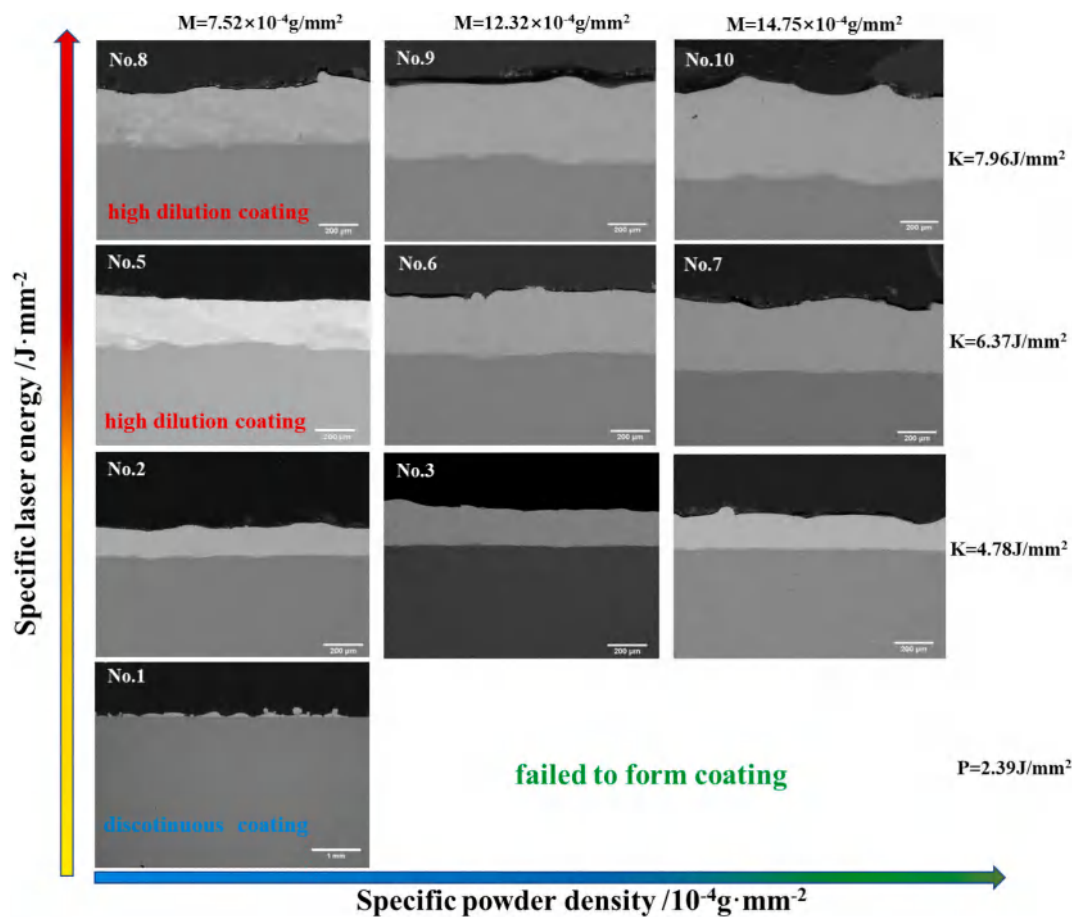 M=7.52×10⁻⁴g/mm² M=12.32×10⁻⁴g/mm² M=14.75×10⁻⁴g/mm²
No.8 No.9 No.10
K=7.96J/mm²
high dilution coating
200 μm 200 μm 200 μm
No.5 No.6 No.7
K=6.37J/mm²
high dilution coating
200 μm 200 μm 200 μm
No.2 No.3
K=4.78J/mm²
200 μm 200 μm 300 μm
No.1
failed to form coating P=2.39J/mm²
discotinuous coating
1 mm
Specific laser energy /J·mm⁻²
Specific powder density /10⁻⁴g·mm⁻²